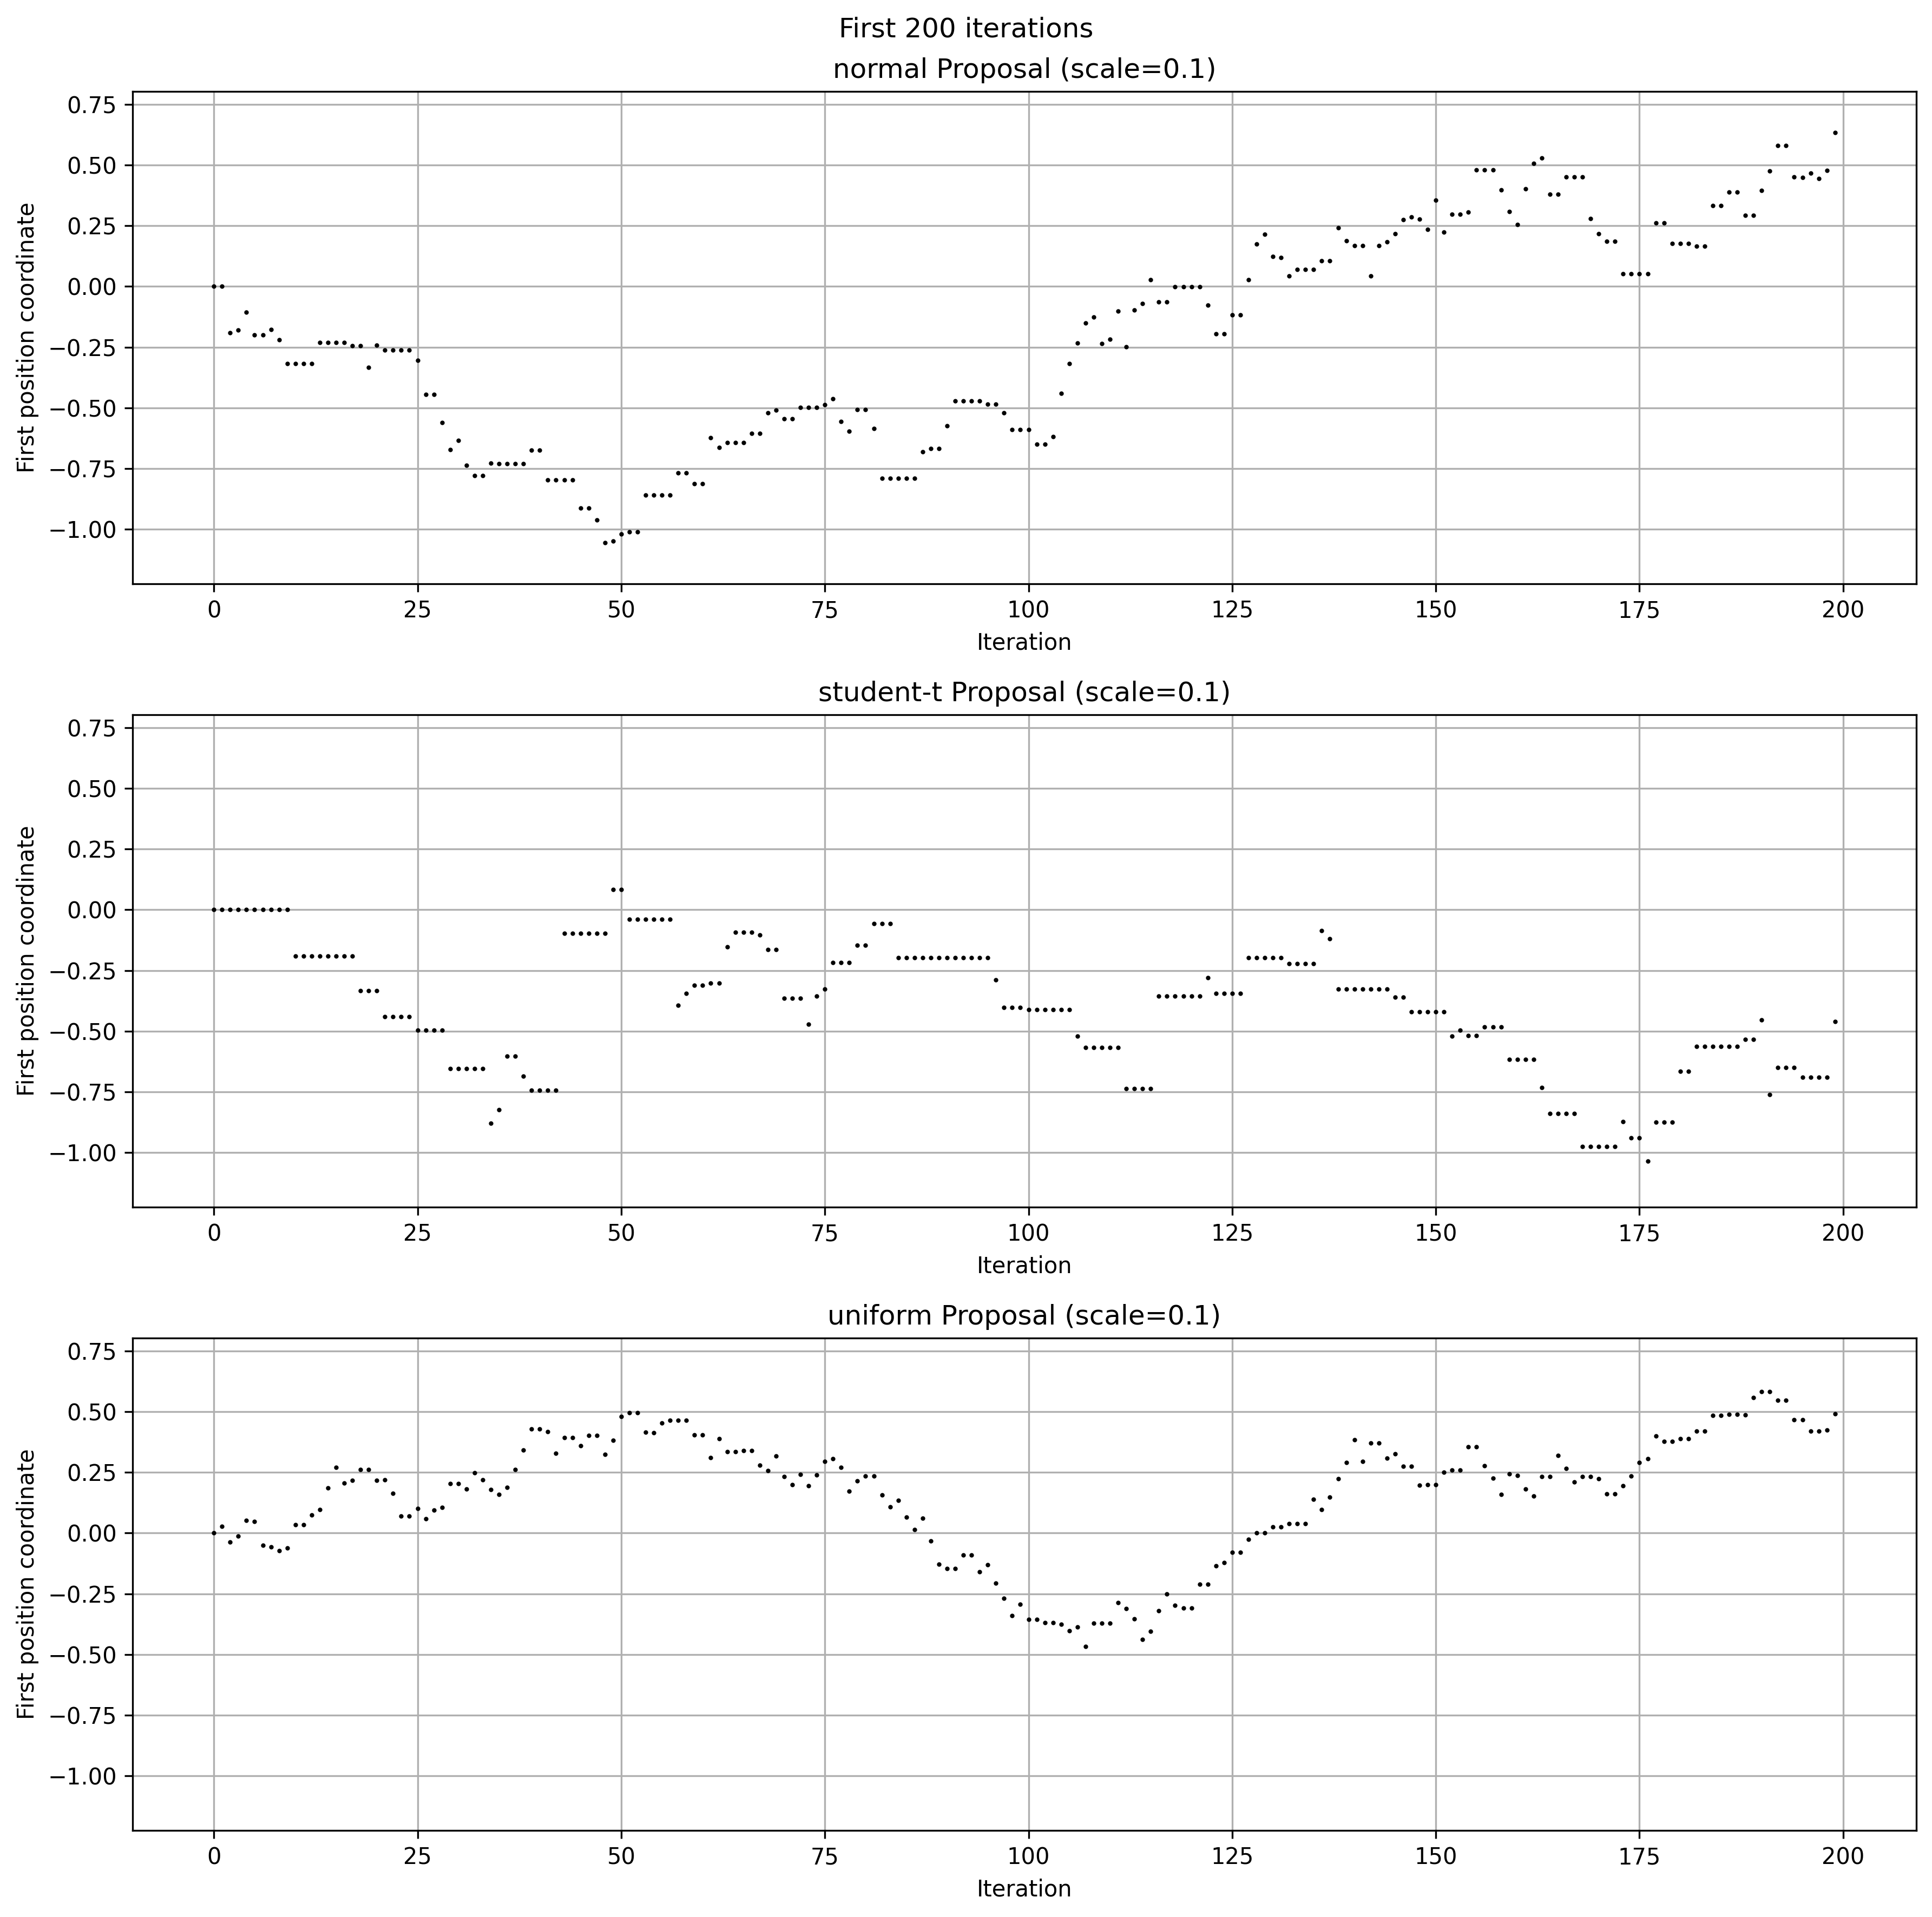 First 200 iterations
normal Proposal (scale=0.1)
First position coordinate
0.75
0.50
0.25
0.00
−0.25
−0.50
−0.75
−1.00
0 25 50 75 100 125 150 175 200
Iteration
student-t Proposal (scale=0.1)
First position coordinate
0.75
0.50
0.25
0.00
−0.25
−0.50
−0.75
−1.00
0 25 50 75 100 125 150 175 200
Iteration
uniform Proposal (scale=0.1)
First position coordinate
0.75
0.50
0.25
0.00
−0.25
−0.50
−0.75
−1.00
0 25 50 75 100 125 150 175 200
Iteration